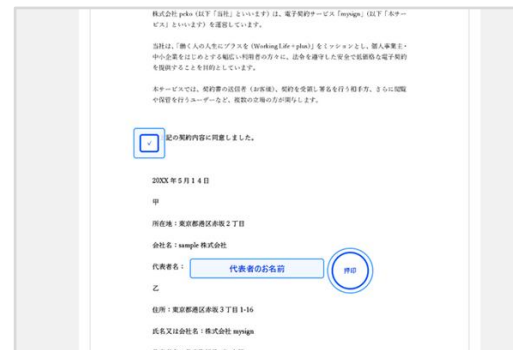 株式会社 peko（以下「当社」といいます）は、電子契約サービス「mysign」（以下「本サー
ビス」といいます）を運営しています。
当社は、「働く人の人生にプラスを (Working Life＋plus)」をミッションとし、個人事業主・
中小企業をはじめとする幅広い利用者の方々に、法令を遵守した安全で低価格な電子契約
を提供することを目的としています。
本サービスでは、契約書の送信者（お客様）、契約を受領し署名を行う相手方、さらに閲覧
や保管を行うユーザーなど、複数の立場の方が関与します。
✓ 記の契約内容に同意しました。
20XX 年 5 月 1 4 日
甲
所在地：東京都港区赤坂 2 丁目
会社名：sample 株式会社
代表者名： 代表者のお名前 押印
乙
住所：東京都港区赤坂 3 丁目 1-16
氏名又は会社名：株式会社 mysign